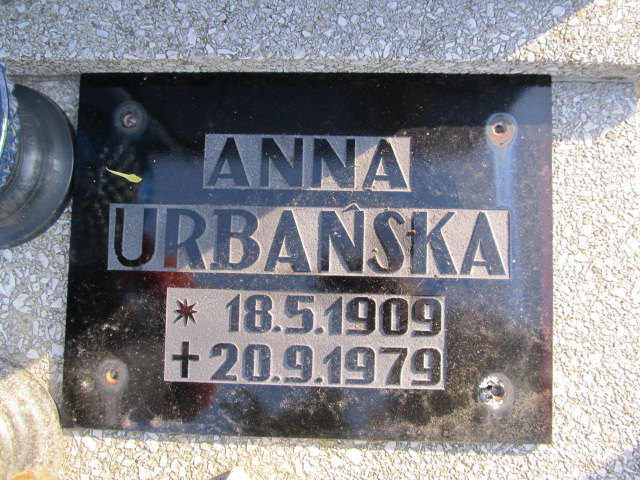 ANNA
URBAŃSKA
* 18.5.1909
+ 20.9.1979